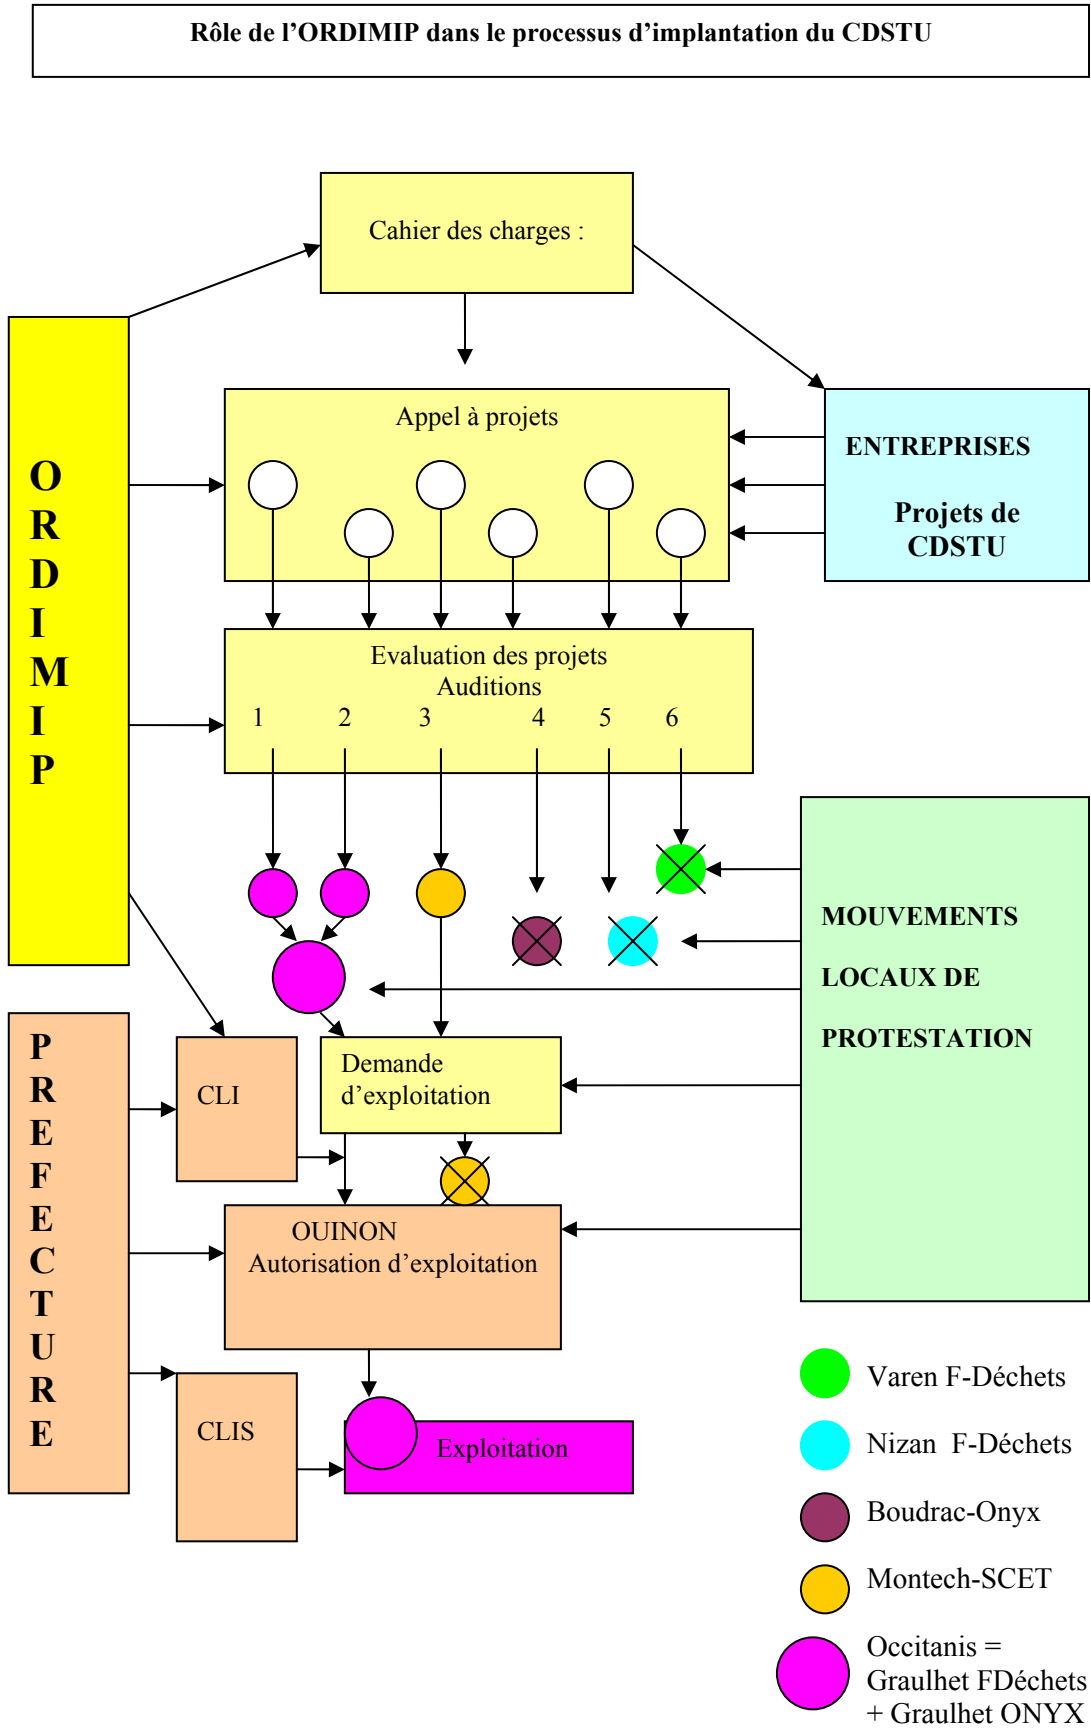 Rôle de l’ORDIMIP dans le processus d’implantation du CDSTU
Cahier des charges :
ORDIMIP
Appel à projets
ENTREPRISES
Projets de
CDSTU
Evaluation des projets
Auditions
1 2 3 4 5 6
MOUVEMENTS
LOCAUX DE
PROTESTATION
PREFECTURE
CLI
Demande
d’exploitation
OUINON
Autorisation d’exploitation
CLIS
Exploitation
Varen F-Déchets
Nizan F-Déchets
Boudrac-Onyx
Montech-SCET
Occitanis =
Graulhet FDéchets
+ Graulhet ONYX